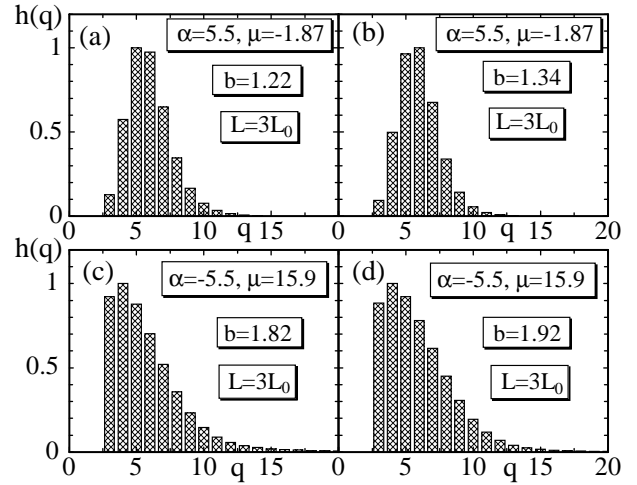 h(q)
(a)
α=5.5, μ=-1.87
b=1.22
L=3L₀
1
0.5
0
0 5 q 10 15
(b)
α=5.5, μ=-1.87
b=1.34
L=3L₀
0 5 q 10 15 20
h(q)
(c)
α=-5.5, μ=15.9
b=1.82
L=3L₀
1
0.5
0
0 5 10 q 15
(d)
α=-5.5, μ=15.9
b=1.92
L=3L₀
0 5 10 q 15 20